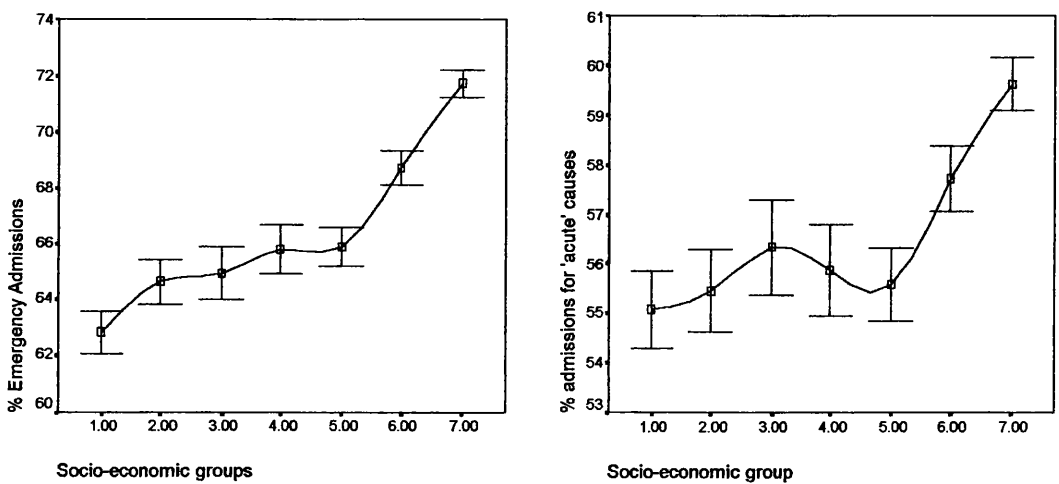 % Emergency Admissions
74
72
70
68
66
64
62
60
1.00 2.00 3.00 4.00 5.00 6.00 7.00
Socio-economic groups
% admissions for 'acute' causes
61
60
59
58
57
56
55
54
53
1.00 2.00 3.00 4.00 5.00 6.00 7.00
Socio-economic group